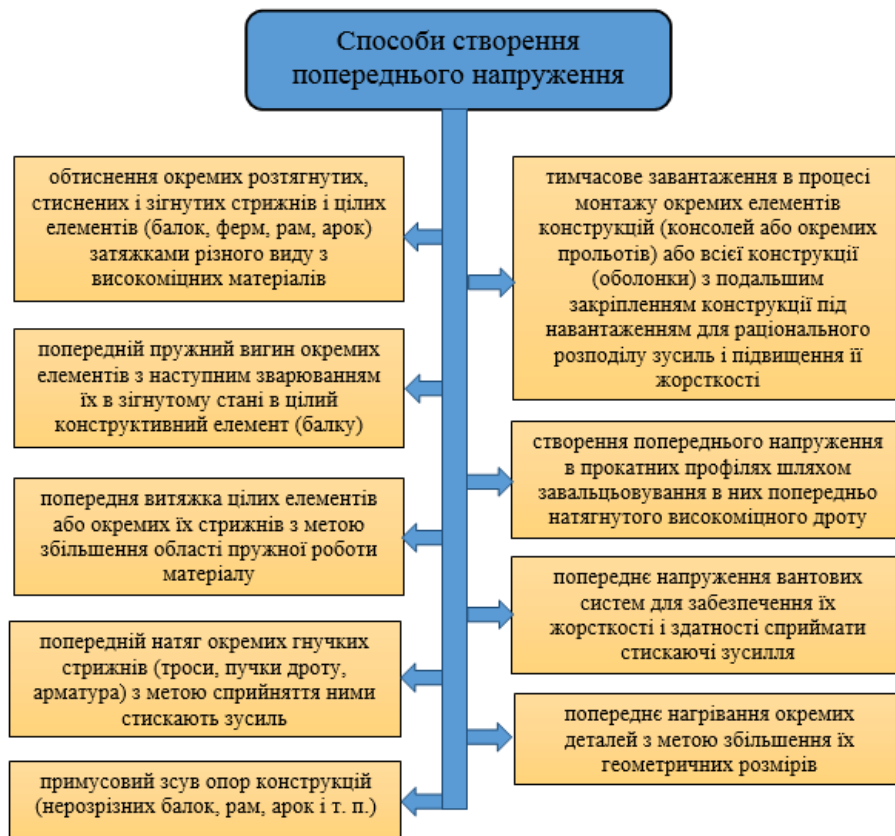 Способи створення
попереднього напруження
обтиснення окремих розтягнутих,
стиснених і зігнутих стрижнів і цілих
елементів (балок, ферм, рам, арок)
затяжками різного виду з
високоміцних матеріалів
попередній пружний вигин окремих
елементів з наступним зварюванням
їх в зігнутому стані в цілий
конструктивний елемент (балку)
попередня витяжка цілих елементів
або окремих їх стрижнів з метою
збільшення області пружної роботи
матеріалу
попередній натяг окремих гнучких
стрижнів (троси, пучки дроту,
арматура) з метою сприйняття ними
стискають зусиль
примусовий зсув опор конструкцій
(нерозрізних балок, рам, арок і т. п.)
тимчасове завантаження в процесі
монтажу окремих елементів
конструкцій (консолей або окремих
прольотів) або всієї конструкції
(оболонки) з подальшим
закріпленням конструкції під
навантаженням для раціонального
розподілу зусиль і підвищення її
жорсткості
створення попереднього напруження
в прокатних профілях шляхом
завальцьовування в них попередньо
натягнутого високоміцного дроту
попереднє напруження вантових
систем для забезпечення їх
жорсткості і здатності сприймати
стискаючі зусилля
попереднє нагрівання окремих
деталей з метою збільшення їх
геометричних розмірів